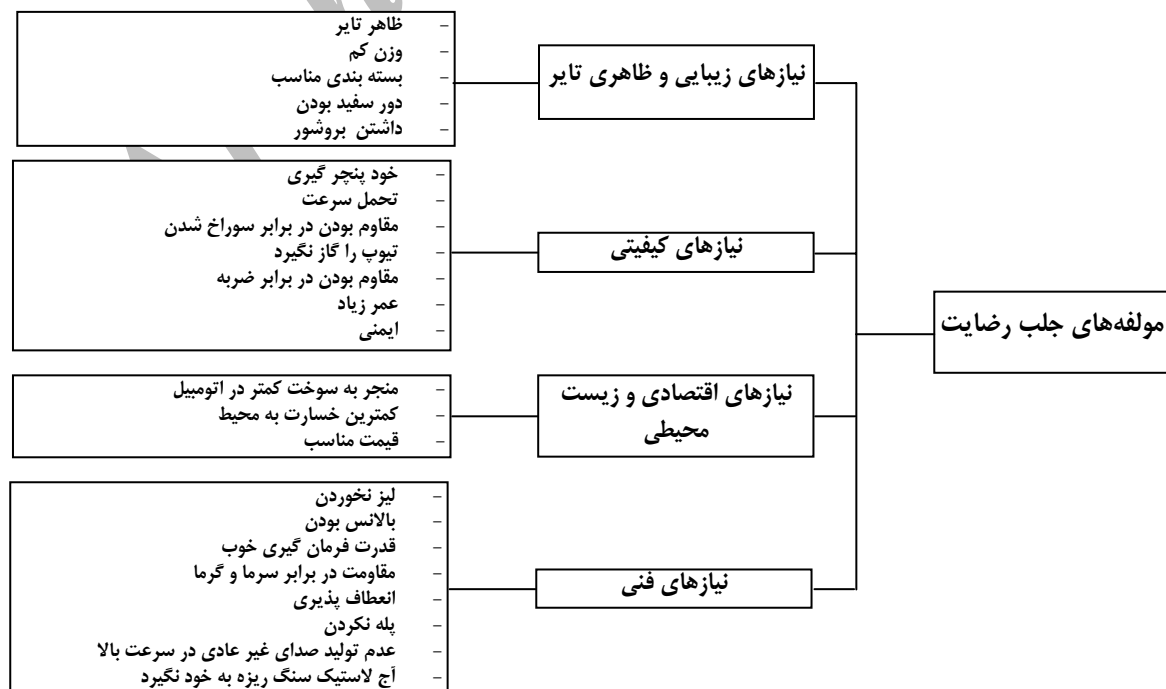 مولفه‌های جلب رضایت
نیازهای زیبایی و ظاهری تایر
- ظاهر تایر
- وزن کم
- بسته بندی مناسب
- دور سفید بودن
- داشتن بروشور
نیازهای کیفیتی
- خود پنچر گیری
- تحمل سرعت
- مقاوم بودن در برابر سوراخ شدن
- تیوپ را گاز نگیرد
- مقاوم بودن در برابر ضربه
- عمر زیاد
- ایمنی
نیازهای اقتصادی و زیست
محیطی
- منجر به سوخت کمتر در اتومبیل
- کمترین خسارت به محیط
- قیمت مناسب
نیازهای فنی
- لیز نخوردن
- بالانس بودن
- قدرت فرمان گیری خوب
- مقاومت در برابر سرما و گرما
- انعطاف پذیری
- پله نکردن
- عدم تولید صدای غیر عادی در سرعت بالا
- آج لاستیک سنگ ریزه به خود نگیرد